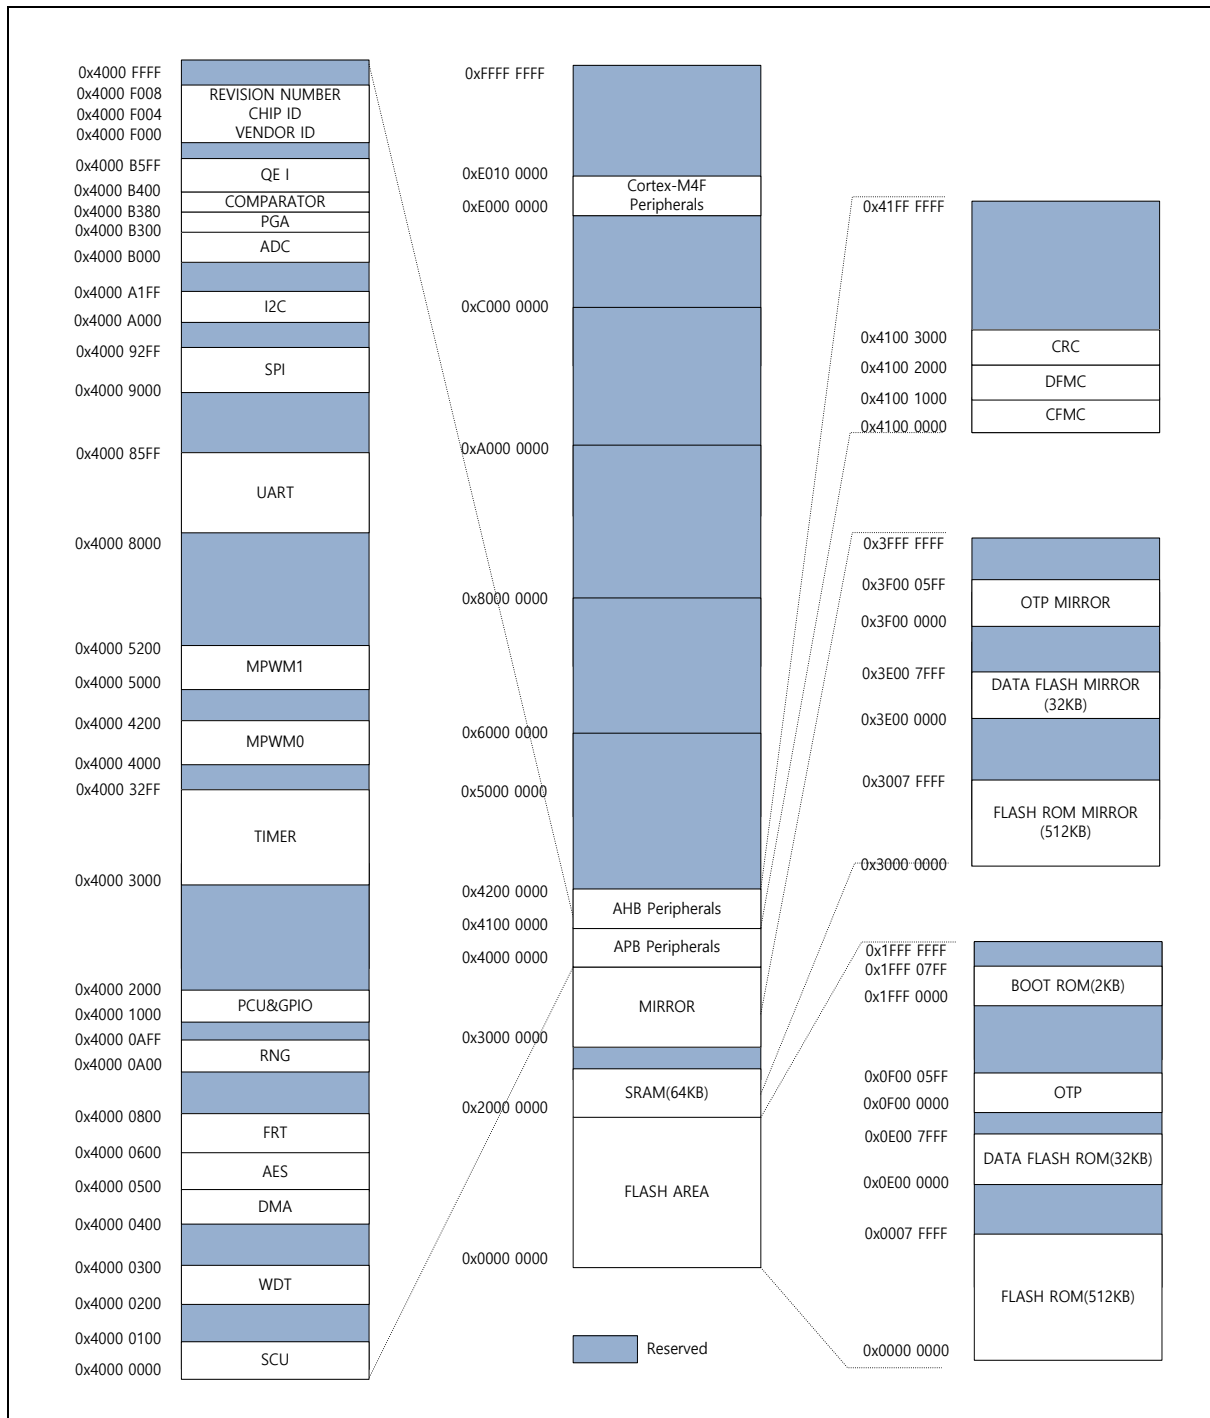 0x4000 FFFF
0x4000 F008
REVISION NUMBER
0x4000 F004
CHIP ID
0x4000 F000
VENDOR ID
0x4000 B5FF
QE I
0x4000 B400
COMPARATOR
0x4000 B380
PGA
0x4000 B300
ADC
0x4000 B000
0x4000 A1FF
I2C
0x4000 A000
0x4000 92FF
SPI
0x4000 9000
0x4000 85FF
UART
0x4000 8000
0x4000 5200
MPWM1
0x4000 5000
0x4000 4200
MPWM0
0x4000 4000
0x4000 32FF
TIMER
0x4000 3000
0x4000 2000
PCU&GPIO
0x4000 1000
0x4000 0AFF
RNG
0x4000 0A00
0x4000 0800
FRT
0x4000 0600
AES
0x4000 0500
DMA
0x4000 0400
0x4000 0300
WDT
0x4000 0200
0x4000 0100
SCU
0x4000 0000
0xFFFF FFFF
0xE010 0000
Cortex-M4F
Peripherals
0xE000 0000
0xC000 0000
0xA000 0000
0x8000 0000
0x6000 0000
0x5000 0000
0x4200 0000
AHB Peripherals
0x4100 0000
APB Peripherals
0x4000 0000
MIRROR
0x3000 0000
SRAM(64KB)
0x2000 0000
FLASH AREA
0x0000 0000
Reserved
0x41FF FFFF
0x4100 3000
CRC
0x4100 2000
DFMC
0x4100 1000
CFMC
0x4100 0000
0x3FFF FFFF
0x3F00 05FF
OTP MIRROR
0x3F00 0000
0x3E00 7FFF
DATA FLASH MIRROR
(32KB)
0x3E00 0000
0x3007 FFFF
FLASH ROM MIRROR
(512KB)
0x3000 0000
0x1FFF FFFF
0x1FFF 07FF
BOOT ROM(2KB)
0x1FFF 0000
0x0F00 05FF
OTP
0x0F00 0000
0x0E00 7FFF
DATA FLASH ROM(32KB)
0x0E00 0000
0x0007 FFFF
FLASH ROM(512KB)
0x0000 0000